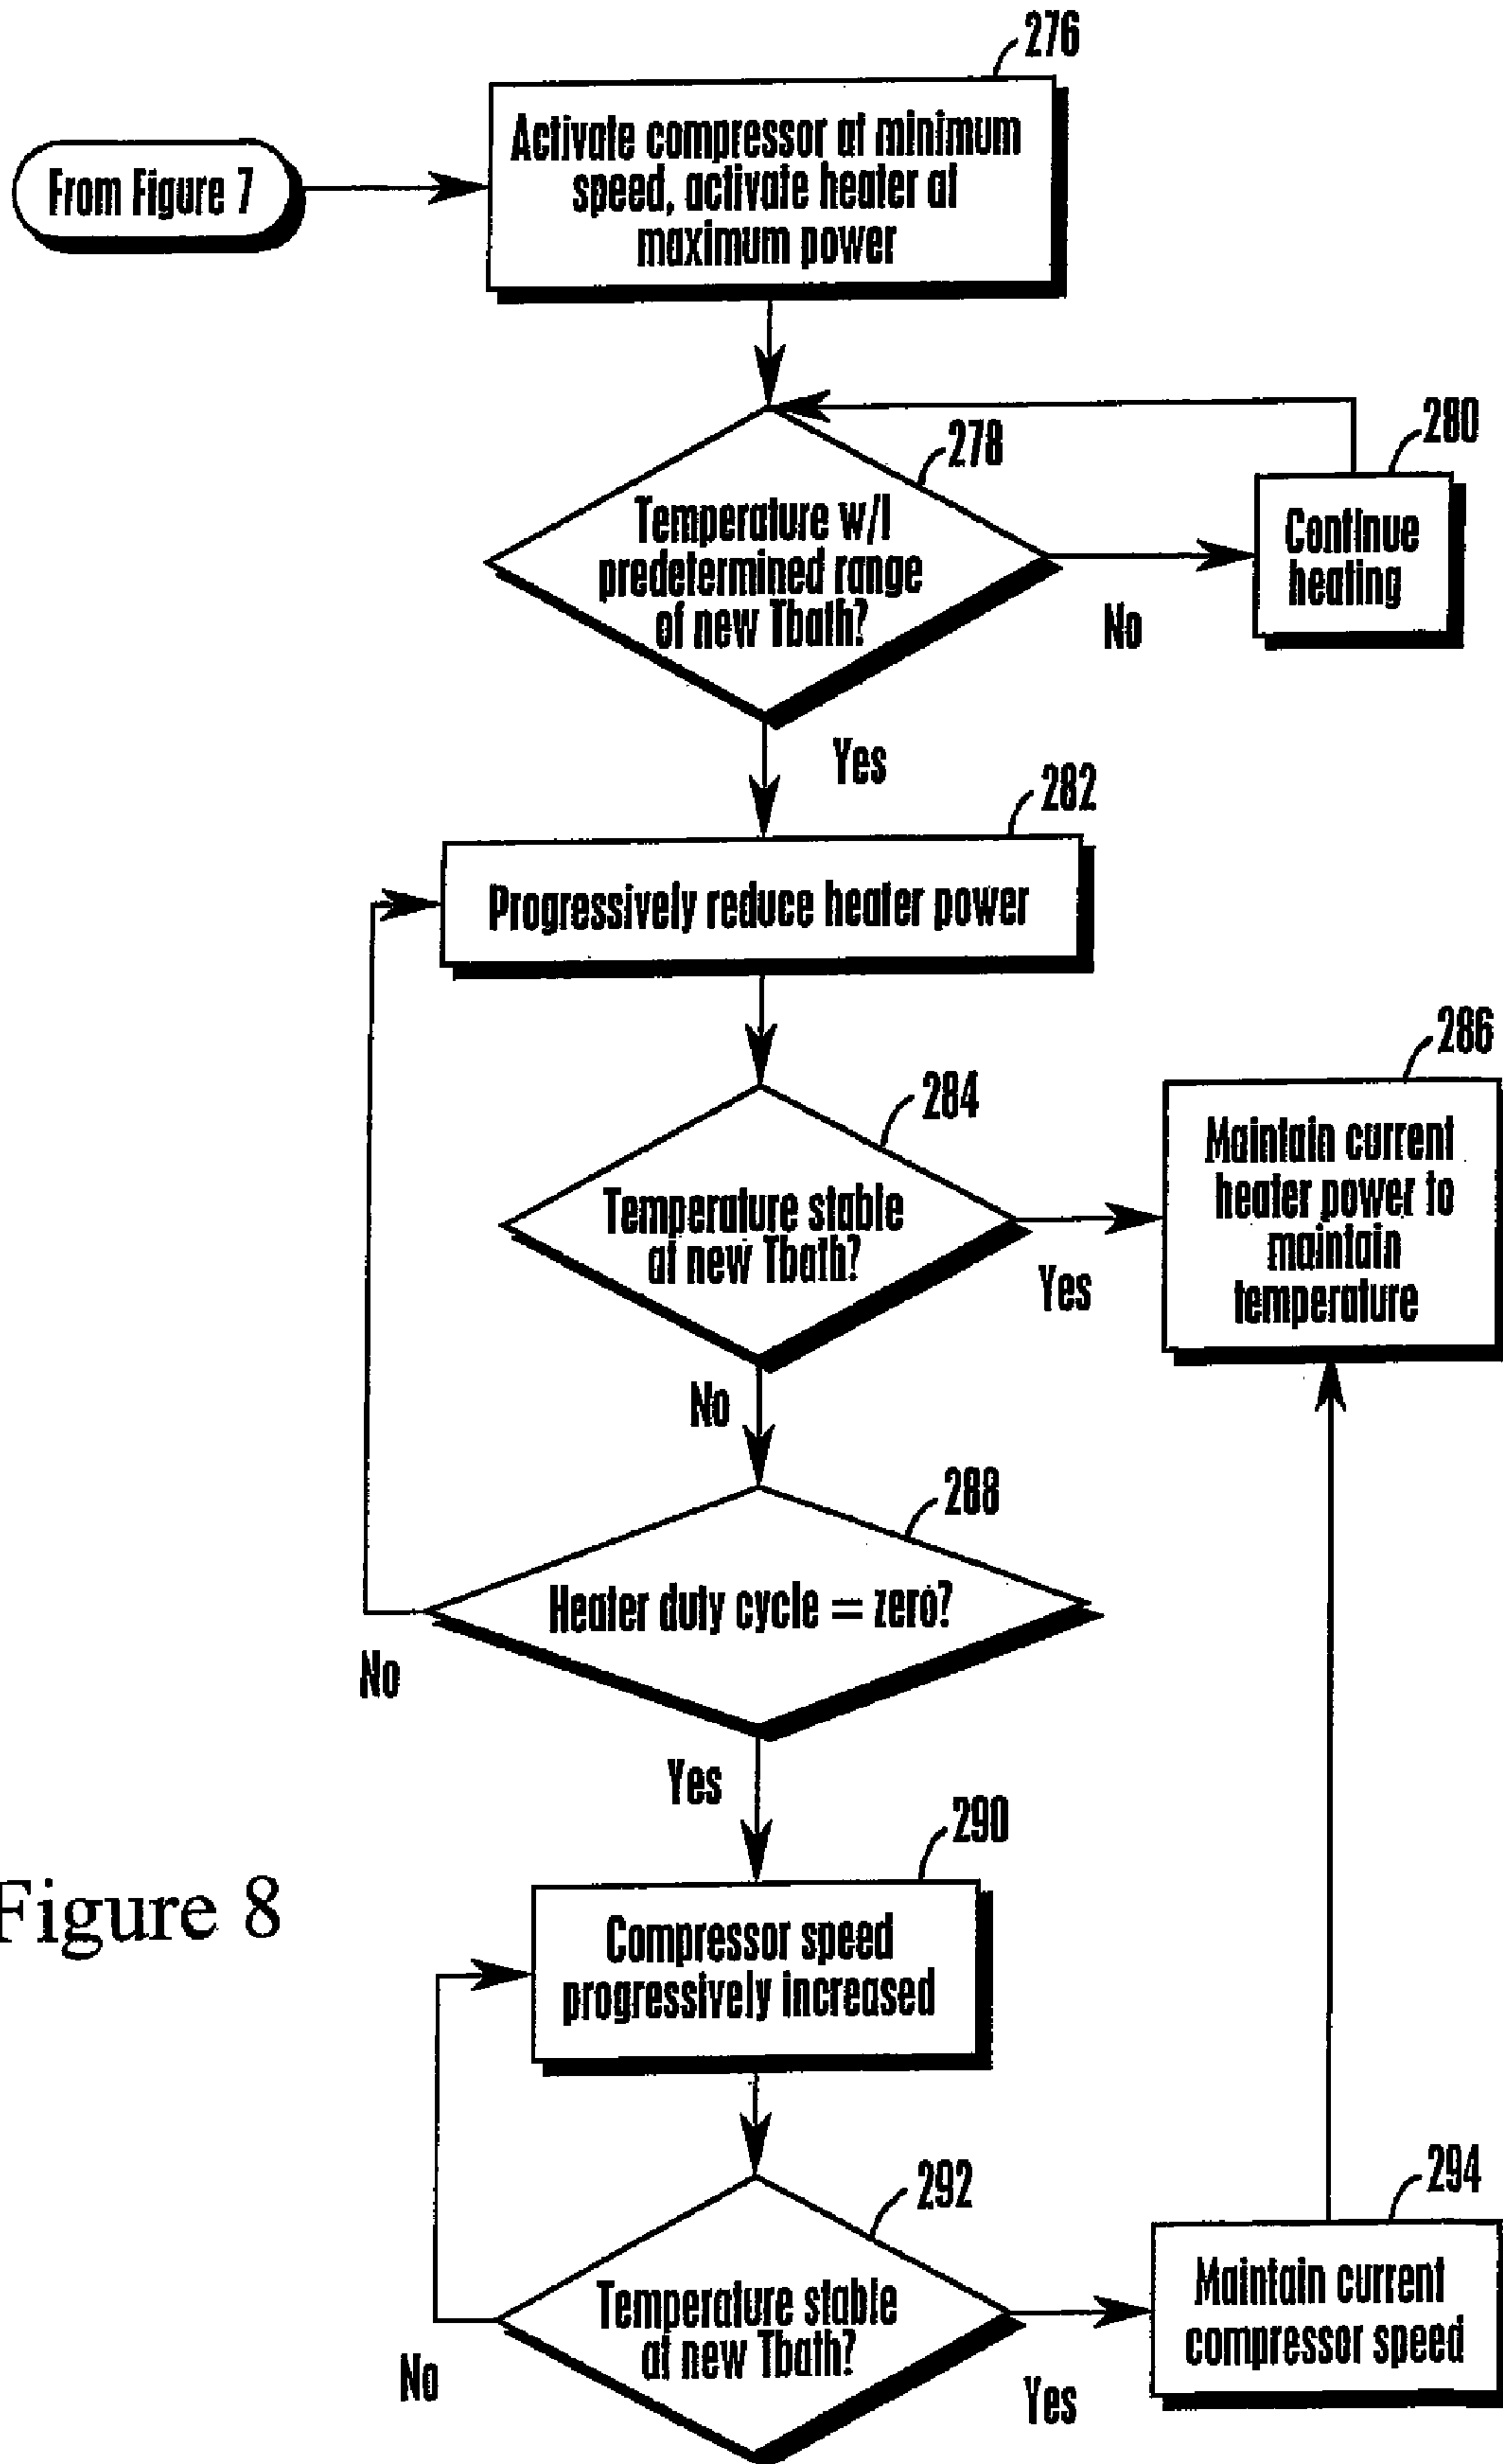 276
From Figure 7
Activate compressor at minimum
speed, activate heater at
maximum power
278
280
Temperature w/i
predetermined range
of new Tbath?
Continue
heating
No
Yes
282
Progressively reduce heater power
284
286
Temperature stable
at new Tbath?
Maintain current
heater power to
maintain
temperature
Yes
No
288
Heater duty cycle = zero?
No
Yes
290
Compressor speed
progressively increased
Figure 8
292
294
Temperature stable
at new Tbath?
Maintain current
compressor speed
No
Yes